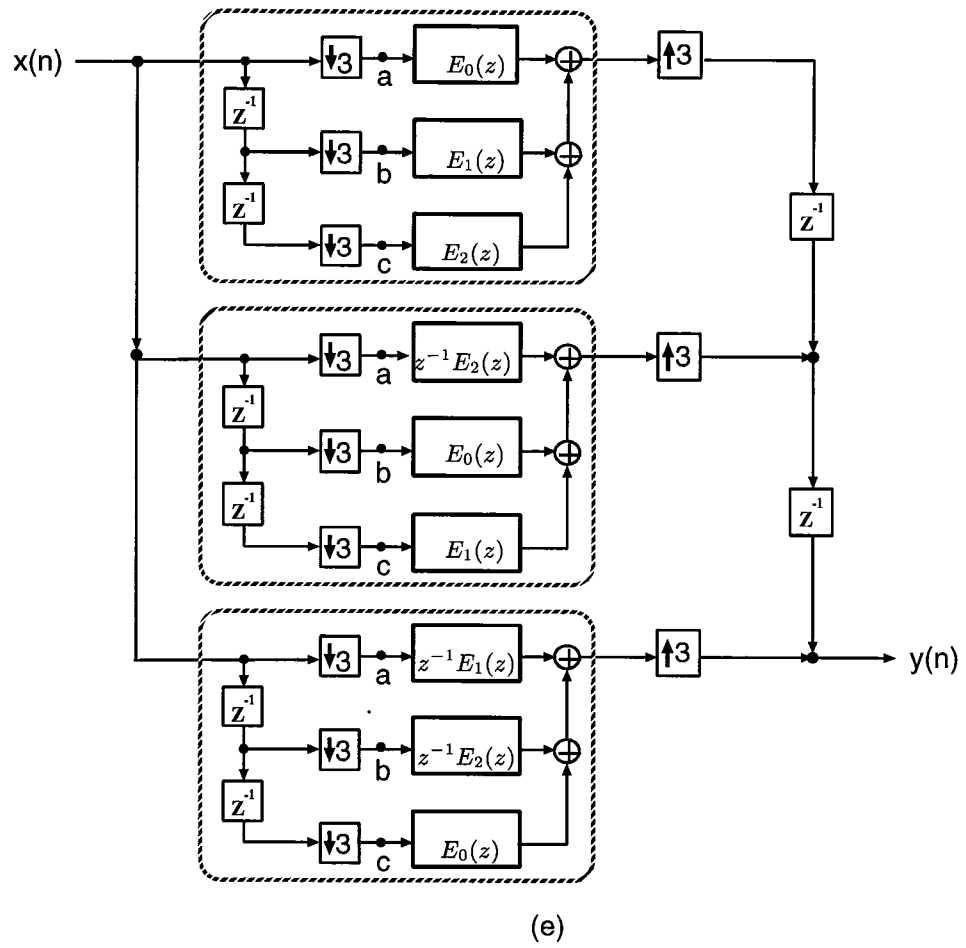 x(n)
↓3
a
E₀(z)
↑3
z⁻¹
↓3
b
E₁(z)
z⁻¹
z⁻¹
↓3
c
E₂(z)
↓3
a
z⁻¹E₂(z)
↑3
z⁻¹
↓3
b
E₀(z)
z⁻¹
z⁻¹
↓3
c
E₁(z)
↓3
a
z⁻¹E₁(z)
↑3
y(n)
z⁻¹
↓3
b
z⁻¹E₂(z)
z⁻¹
↓3
c
E₀(z)
(e)